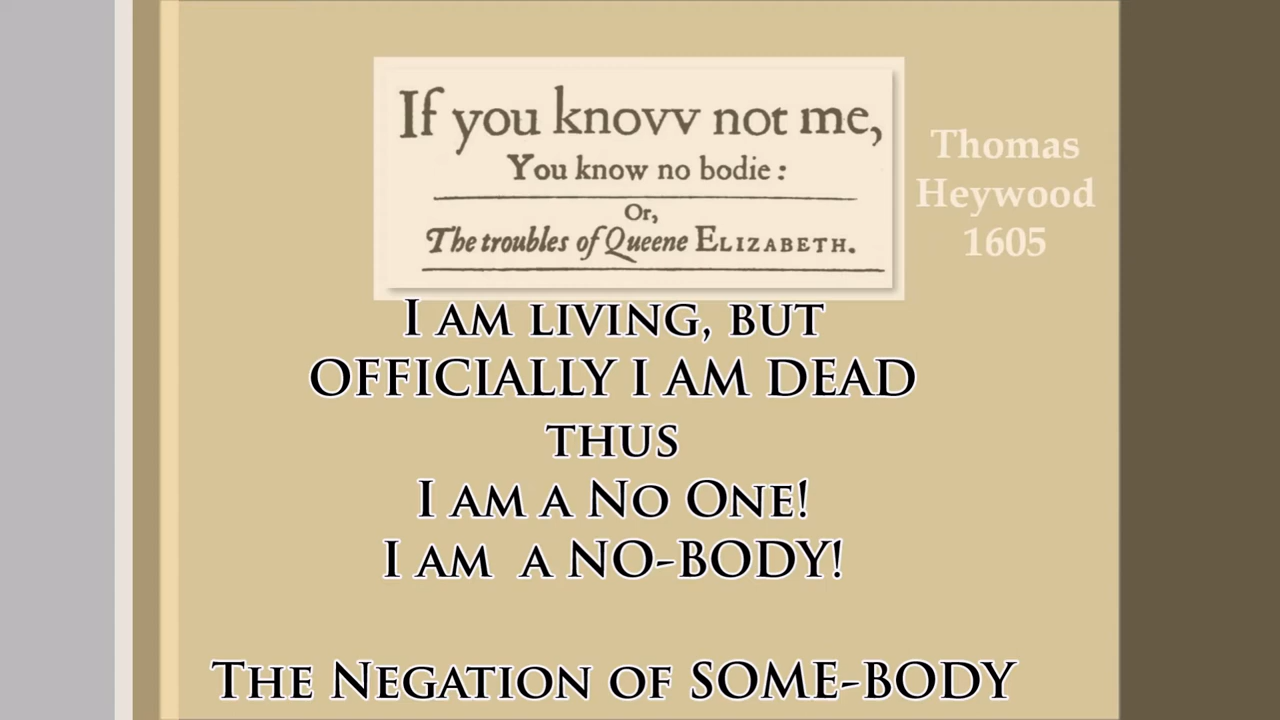 If you knovv not me,
You know no bodie :
Or,
The troubles of Queene ELIZABETH.
Thomas
Heywood
1605
I AM LIVING, BUT
OFFICIALLY I AM DEAD
THUS
I AM A NO ONE!
I AM A NO-BODY!
THE NEGATION OF SOME-BODY